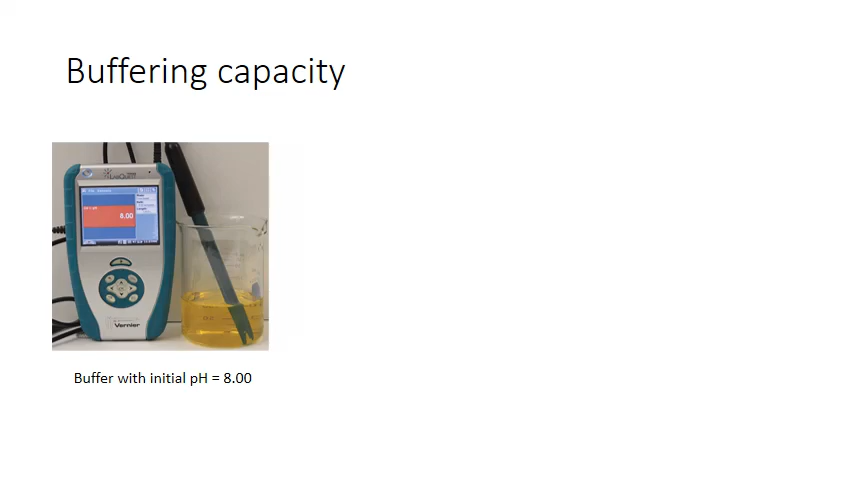 Buffering capacity
8.00
Vernier
Buffer with initial pH = 8.00